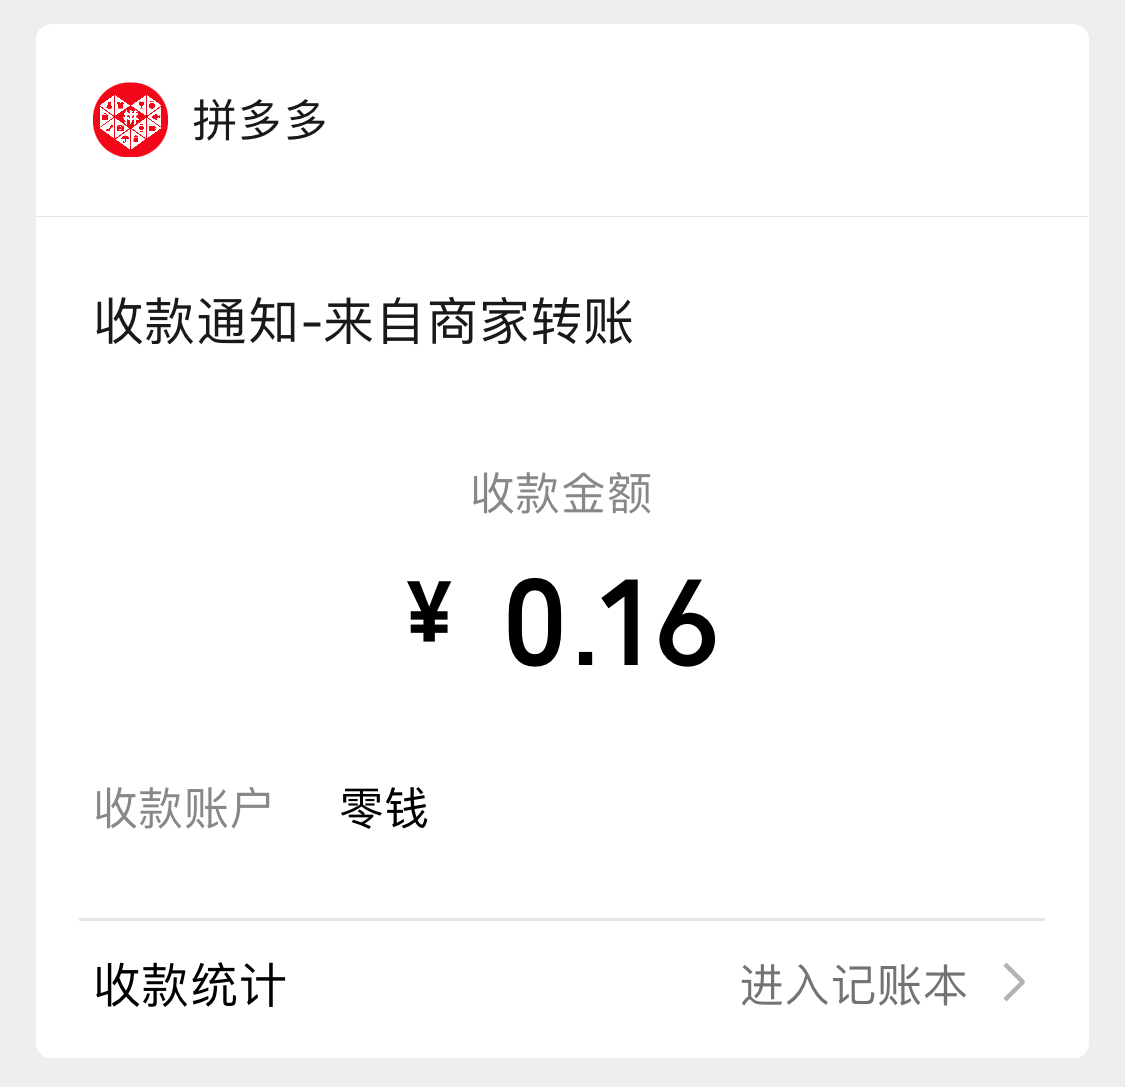 拼多多
收款通知-来自商家转账
收款金额
¥ 0.16
收款账户 零钱
收款统计 进入记账本